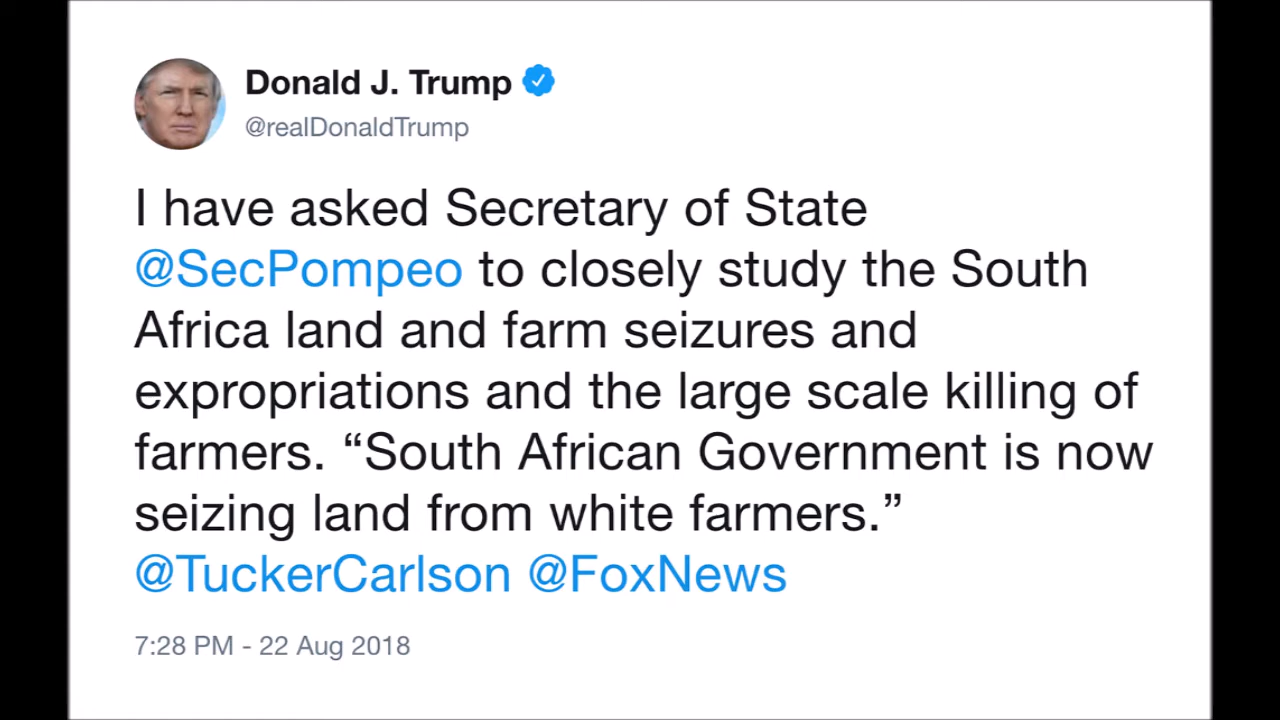 Donald J. Trump
@realDonaldTrump
I have asked Secretary of State
@SecPompeo to closely study the South
Africa land and farm seizures and
expropriations and the large scale killing of
farmers. “South African Government is now
seizing land from white farmers.”
@TuckerCarlson @FoxNews
7:28 PM - 22 Aug 2018